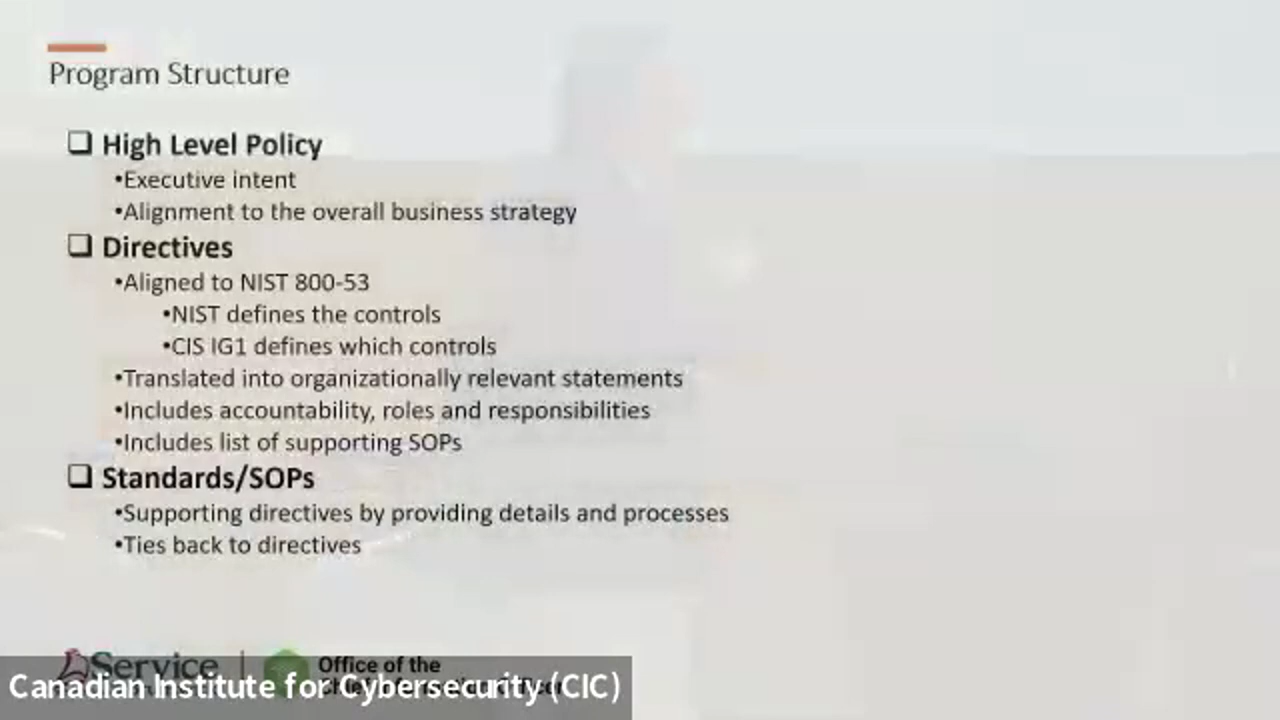 Program Structure
❑ High Level Policy
•Executive intent
•Alignment to the overall business strategy
❑ Directives
•Aligned to NIST 800-53
•NIST defines the controls
•CIS IG1 defines which controls
•Translated into organizationally relevant statements
•Includes accountability, roles and responsibilities
•Includes list of supporting SOPs
❑ Standards/SOPs
•Supporting directives by providing details and processes
•Ties back to directives
Service
Office of the
Canadian Institute for Cybersecurity (CIC)